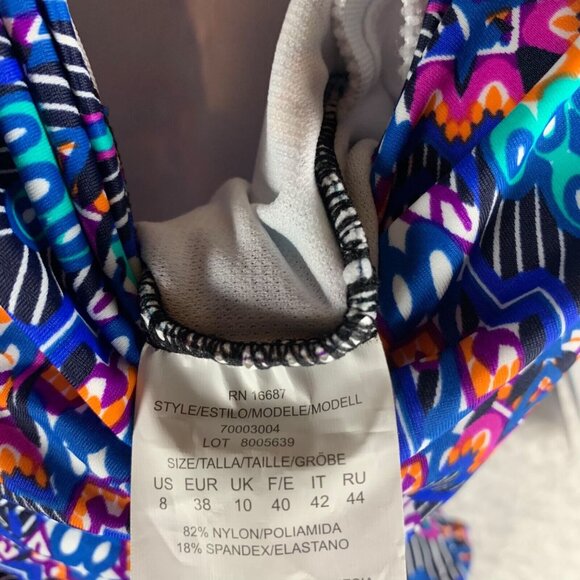 RN 16687
STYLE/ESTILO/MODELE/MODELL
70003004
LOT 8005639
SIZE/TALLA/TAILLE/GRÖBE
US EUR UK F/E IT RU
8 38 10 40 42 44
82% NYLON/POLIAMIDA
18% SPANDEX/ELASTANO